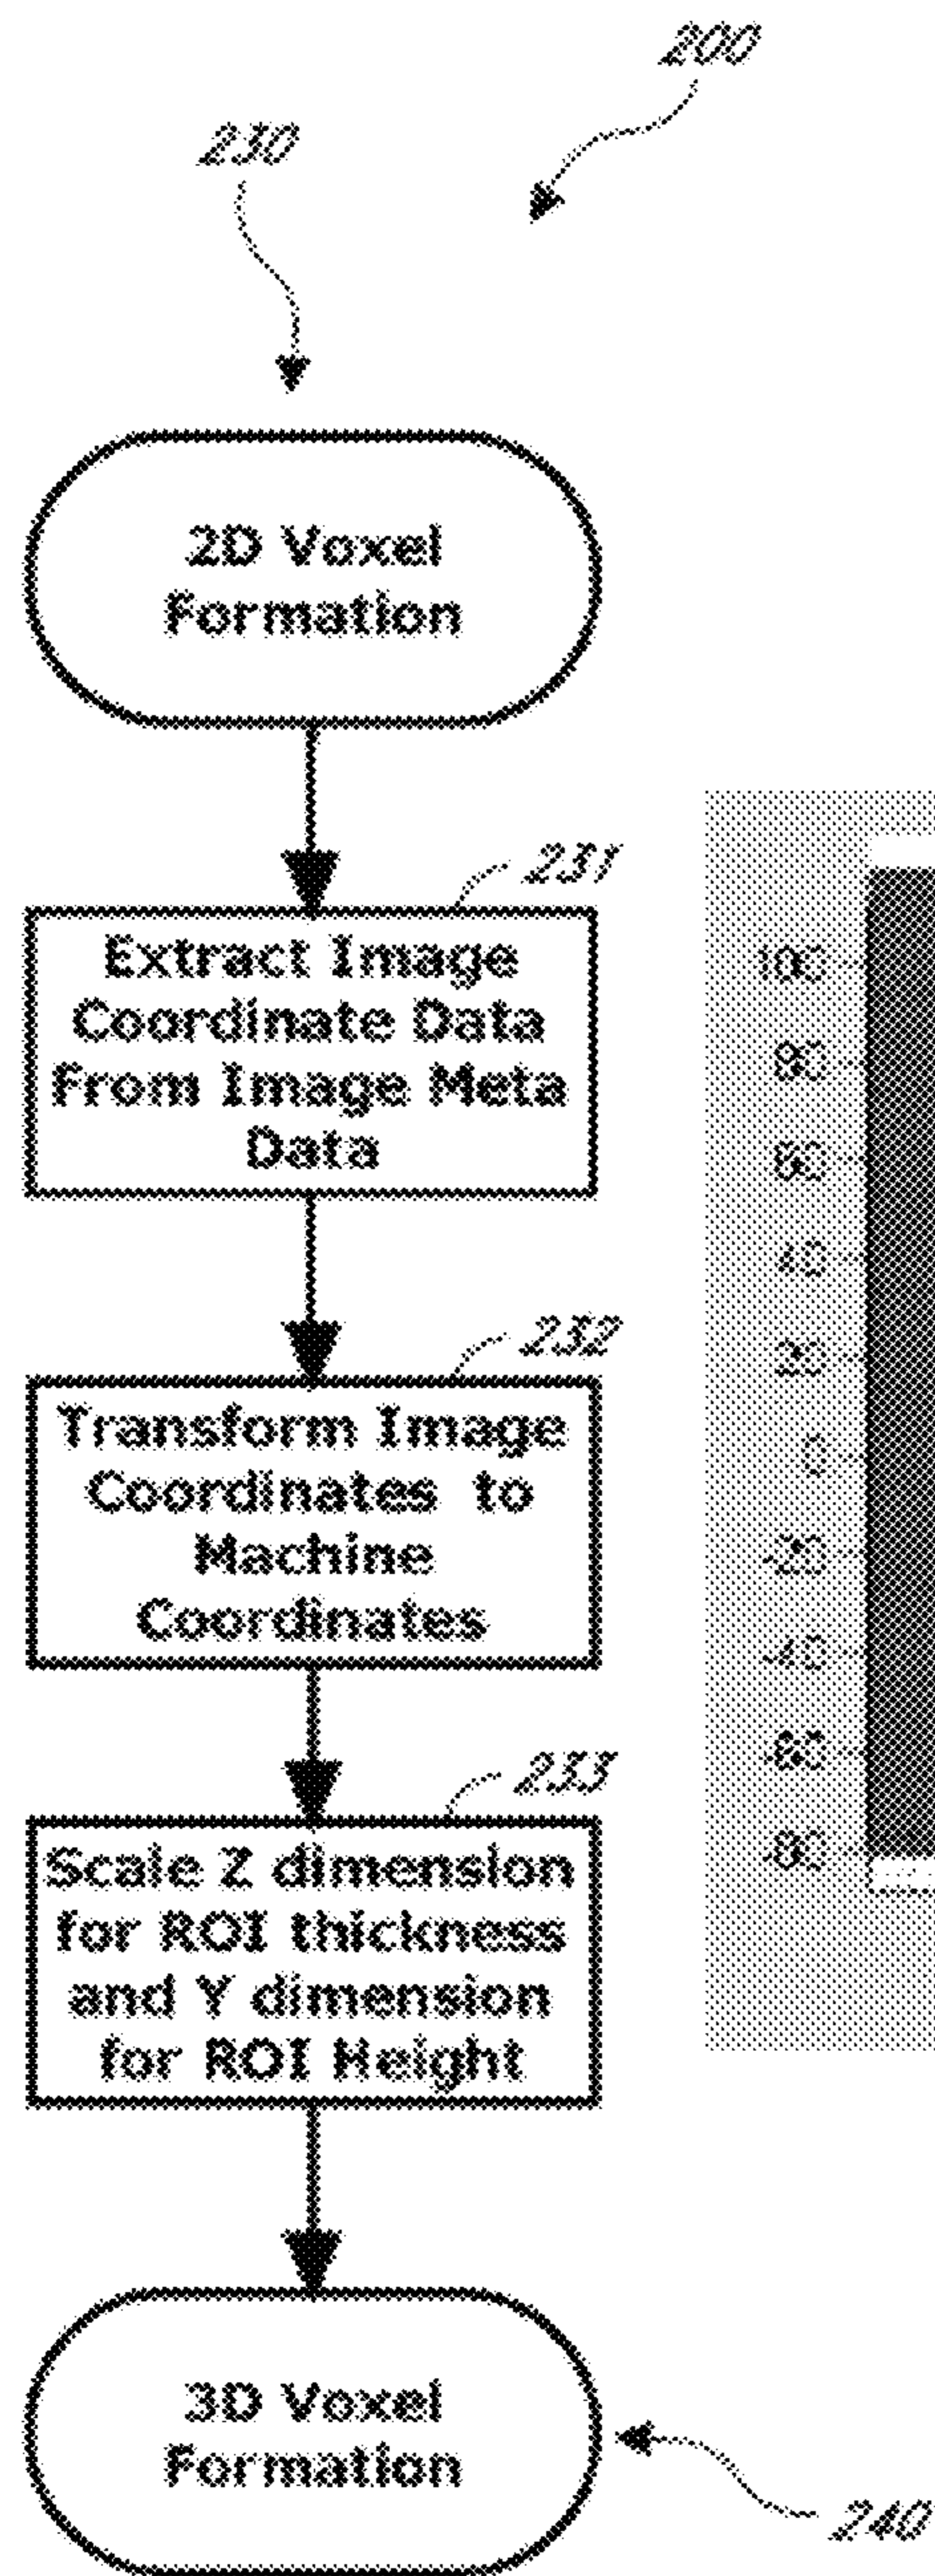 200
230
2D Voxel
Formation
231
Extract Image
Coordinate Data
From Image Meta
Data
232
Transform Image
Coordinates to
Machine
Coordinates
233
Scale Z dimension
for ROI thickness
and Y dimension
for ROI Height
3D Voxel
Formation
240